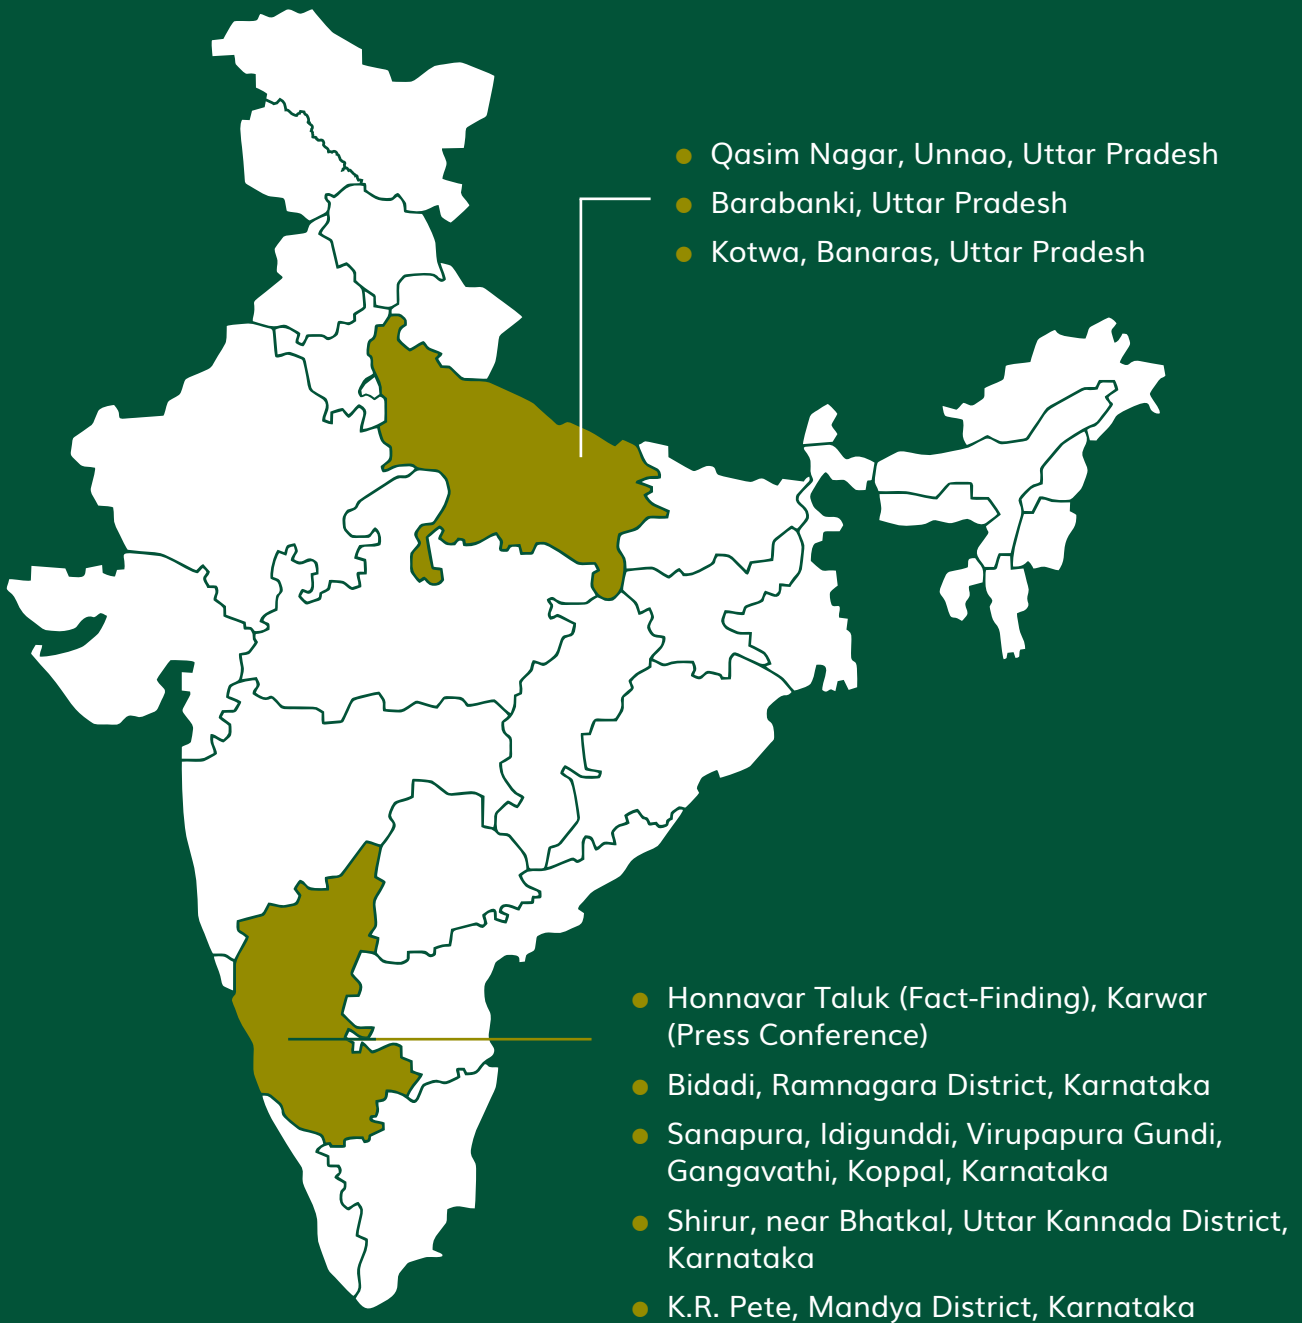 Qasim Nagar, Unnao, Uttar Pradesh
Barabanki, Uttar Pradesh
Kotwa, Banaras, Uttar Pradesh
Honnavar Taluk (Fact-Finding), Karwar
(Press Conference)
Bidadi, Ramnagara District, Karnataka
Sanapura, Idigunddi, Virupapura Gundi,
Gangavathi, Koppal, Karnataka
Shirur, near Bhatkal, Uttar Kannada District,
Karnataka
K.R. Pete, Mandya District, Karnataka